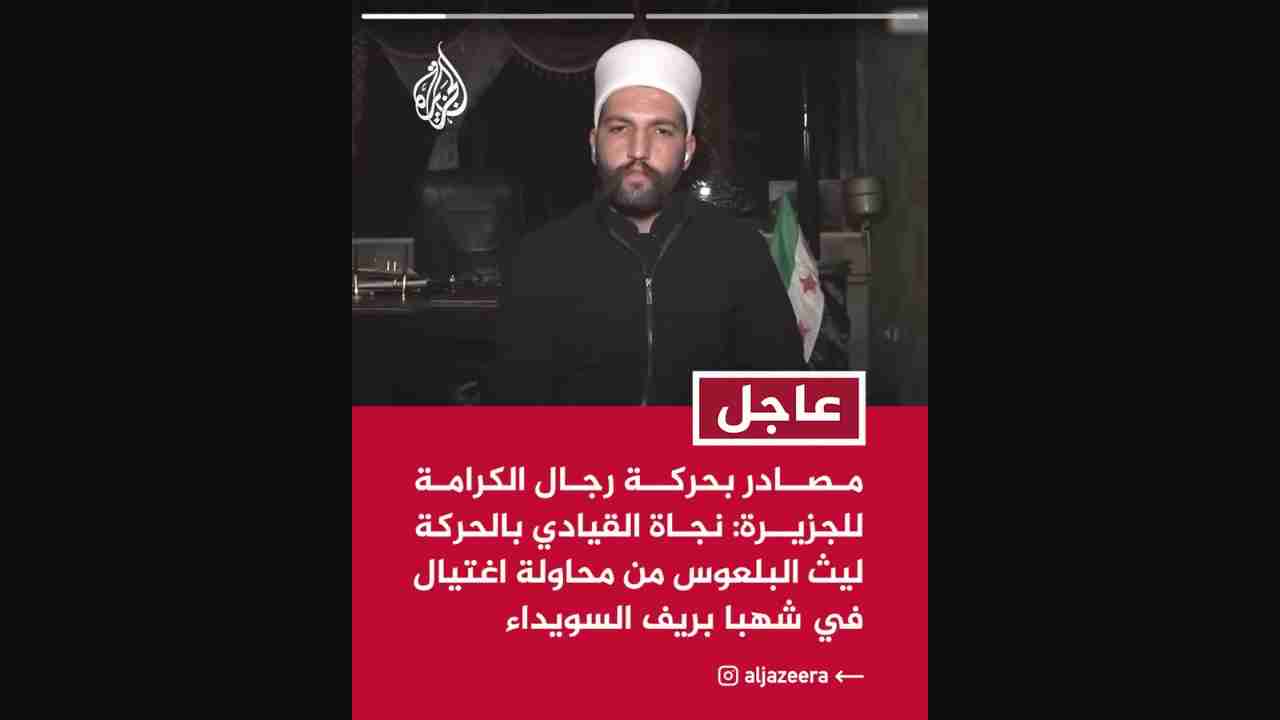 الجزيرة
عاجل
مصادر بحركة رجال الكرامة
للجزيرة: نجاة القيادي بالحركة
ليث البلعوس من محاولة اغتيال
في شهبا بريف السويداء
aljazeera